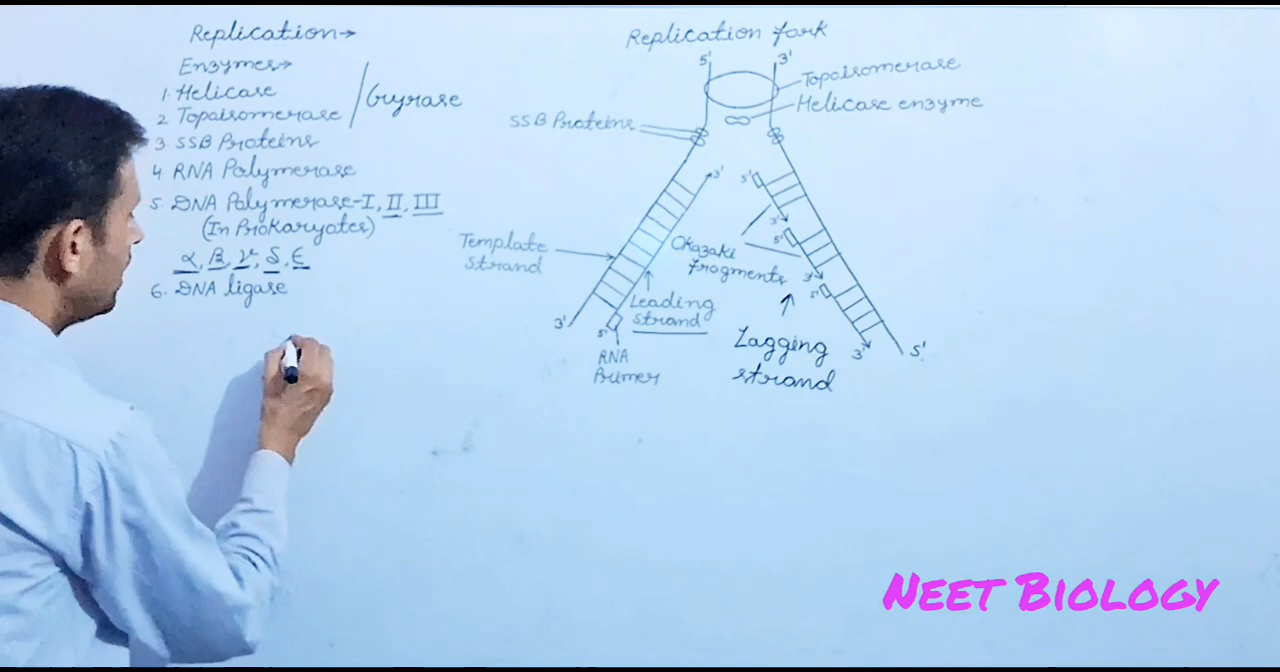 Replication→
Enzymes→
1. Helicase
2 Topoisomerase / Gyrase
3. SSB Proteins
4. RNA Polymerase
5. DNA Polymerase-I, II, III
(In Prokaryotes)
α, β, γ, δ, ε
6. DNA ligase
Replication fork
5' 3'
Topoisomerase
Helicase enzyme
SSB Proteins
3' 5'
3'
5'
Template
strand
Okazaki
fragments
3'
5'
Leading
strand
3' 5'
RNA
Primer
Lagging
strand
3' 5'
NEET BIOLOGY